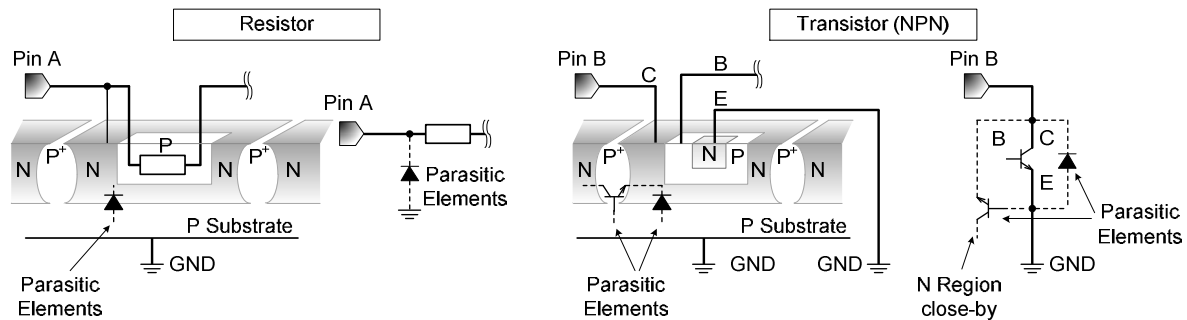 Resistor
Pin A
N
P+
N
P
N
P+
N
Parasitic
Elements
P Substrate
GND
Pin A
Parasitic
Elements
Transistor (NPN)
Pin B
C
B
E
N
P+
N
N
P
N
P+
N
P Substrate
Parasitic
Elements
GND
GND
Pin B
B
C
E
Parasitic
Elements
N Region
close-by
GND